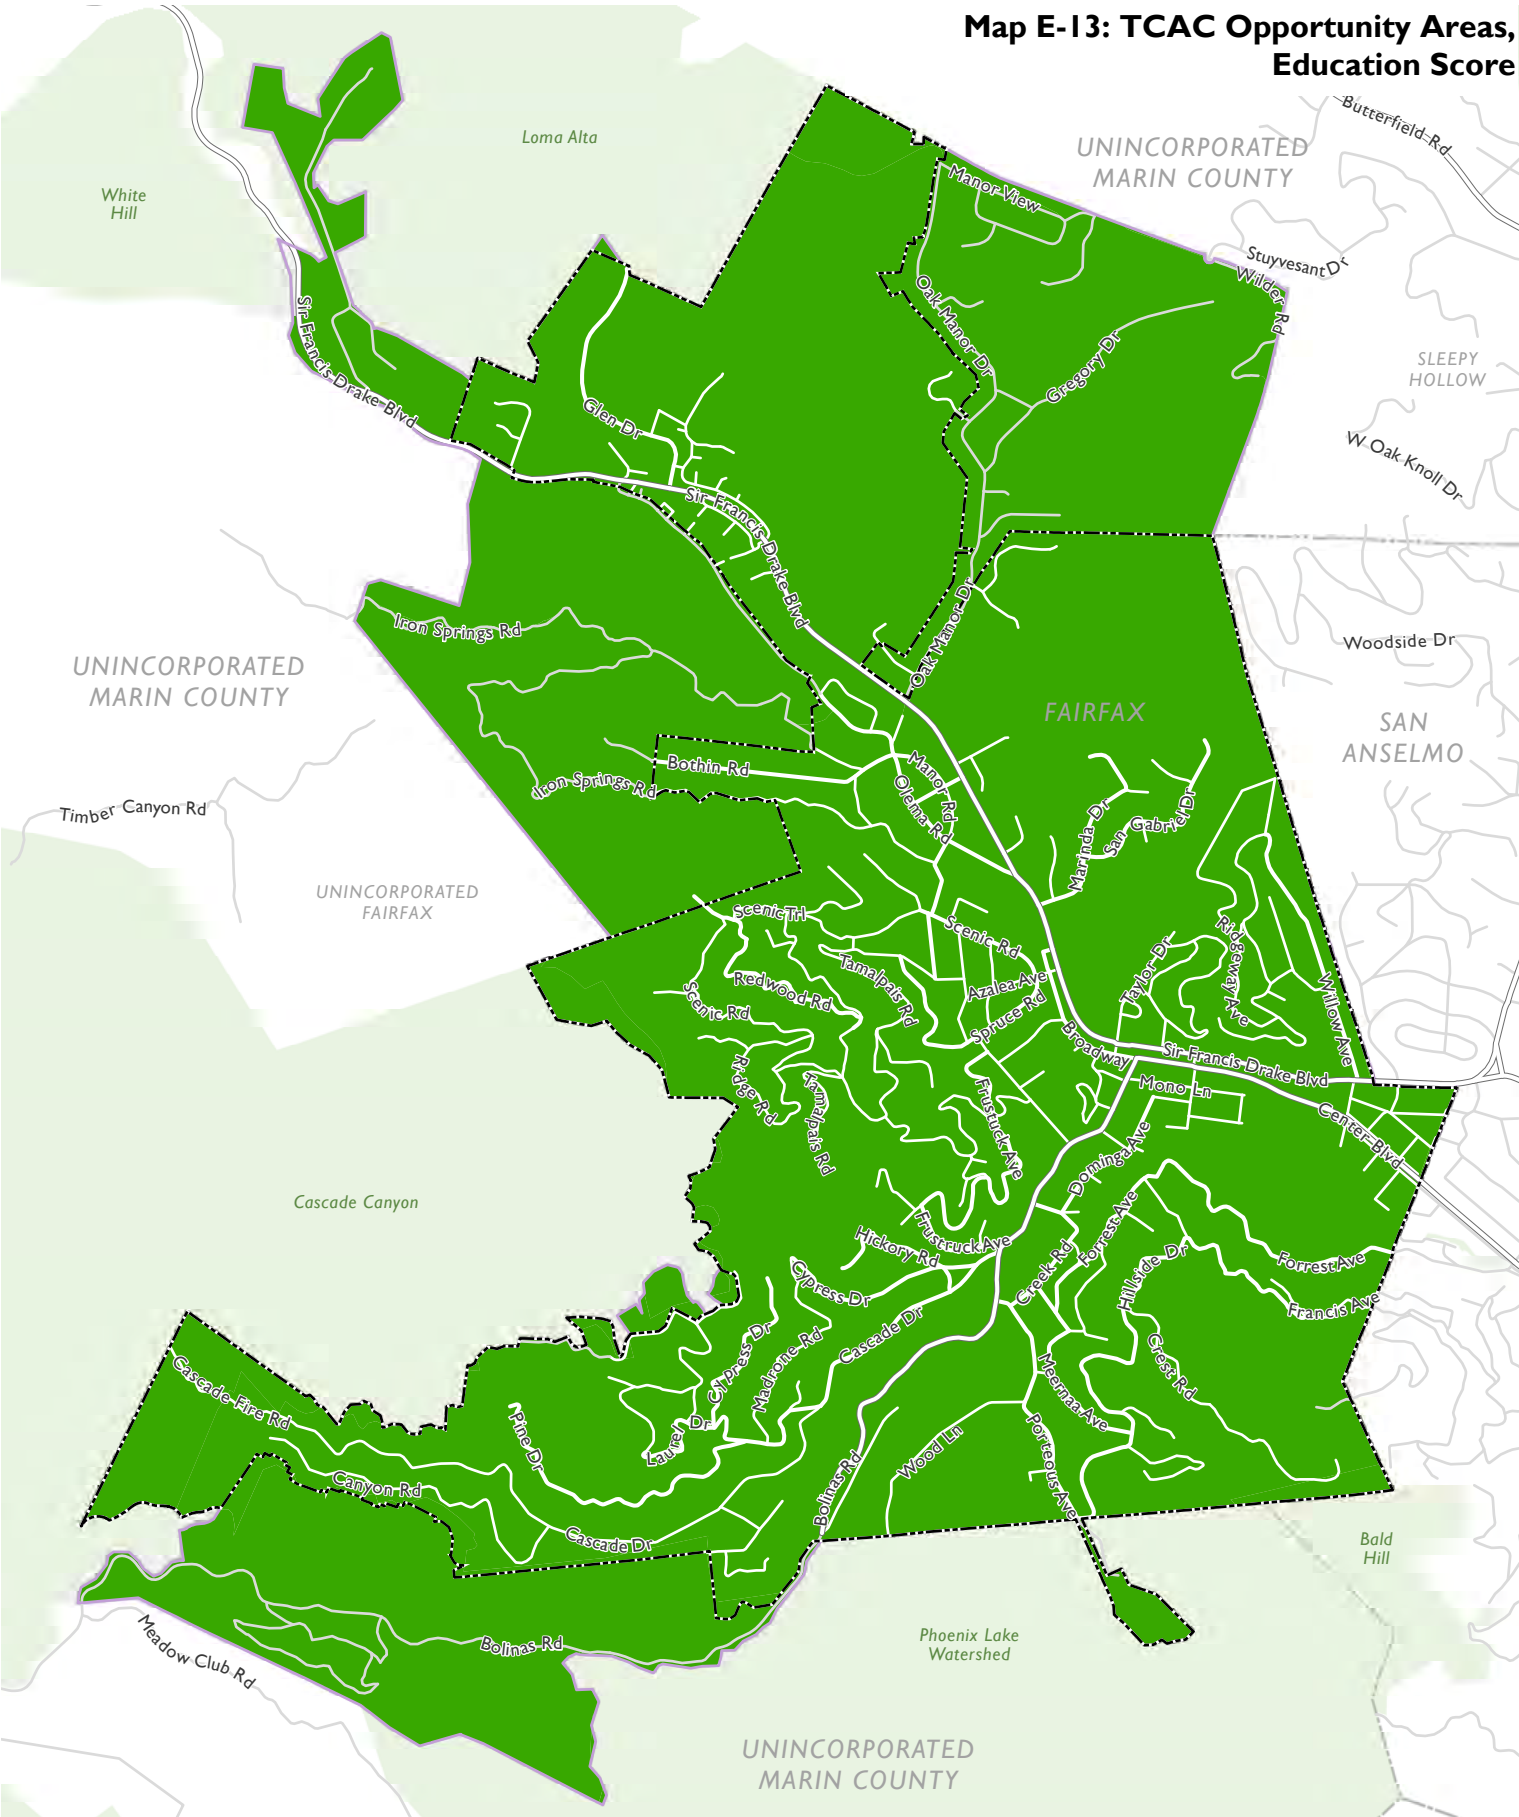 Map E-13: TCAC Opportunity Areas,
Education Score
Butterfield Rd
Loma Alta
UNINCORPORATED
MARIN COUNTY
Manor View
White
Hill
Stuyvesant Dr
Wilder Rd
Oak Manor Dr
Sir Francis Drake Blvd
Gregory Dr
SLEEPY
HOLLOW
Glen Dr
W Oak Knoll Dr
Sir Francis Drake Blvd
Iron Springs Rd
Oak Manor Dr
Woodside Dr
UNINCORPORATED
MARIN COUNTY
FAIRFAX
SAN
ANSELMO
Bothin Rd
Manor Rd
Iron Springs Rd
Olema Rd
Timber Canyon Rd
Marinda Dr
San Gabriel Dr
UNINCORPORATED
FAIRFAX
Scenic Trl
Scenic Rd
Ridgeway Ave
Taylor Dr
Tamalpais Rd
Redwood Rd
Azalea Ave
Scenic Rd
Spruce Rd
Willow Ave
Broadway
Sir Francis Drake Blvd
Ridge Rd
Tamalpais Rd
Mono Ln
Frustuck Ave
Center Blvd
Dominga Ave
Cascade Canyon
Forrest Ave
Frustruck Ave
Hickory Rd
Creek Rd
Hillside Dr
Forrest Ave
Cypress Dr
Francis Ave
Cascade Dr
Cypress Dr
Madrone Rd
Crest Rd
Cascade Fire Rd
Meernaa Ave
Pine Dr
Laurel Dr
Wood Ln
Porteous Ave
Canyon Rd
Bolinas Rd
Cascade Dr
Bald
Hill
Meadow Club Rd
Bolinas Rd
Phoenix Lake
Watershed
UNINCORPORATED
MARIN COUNTY